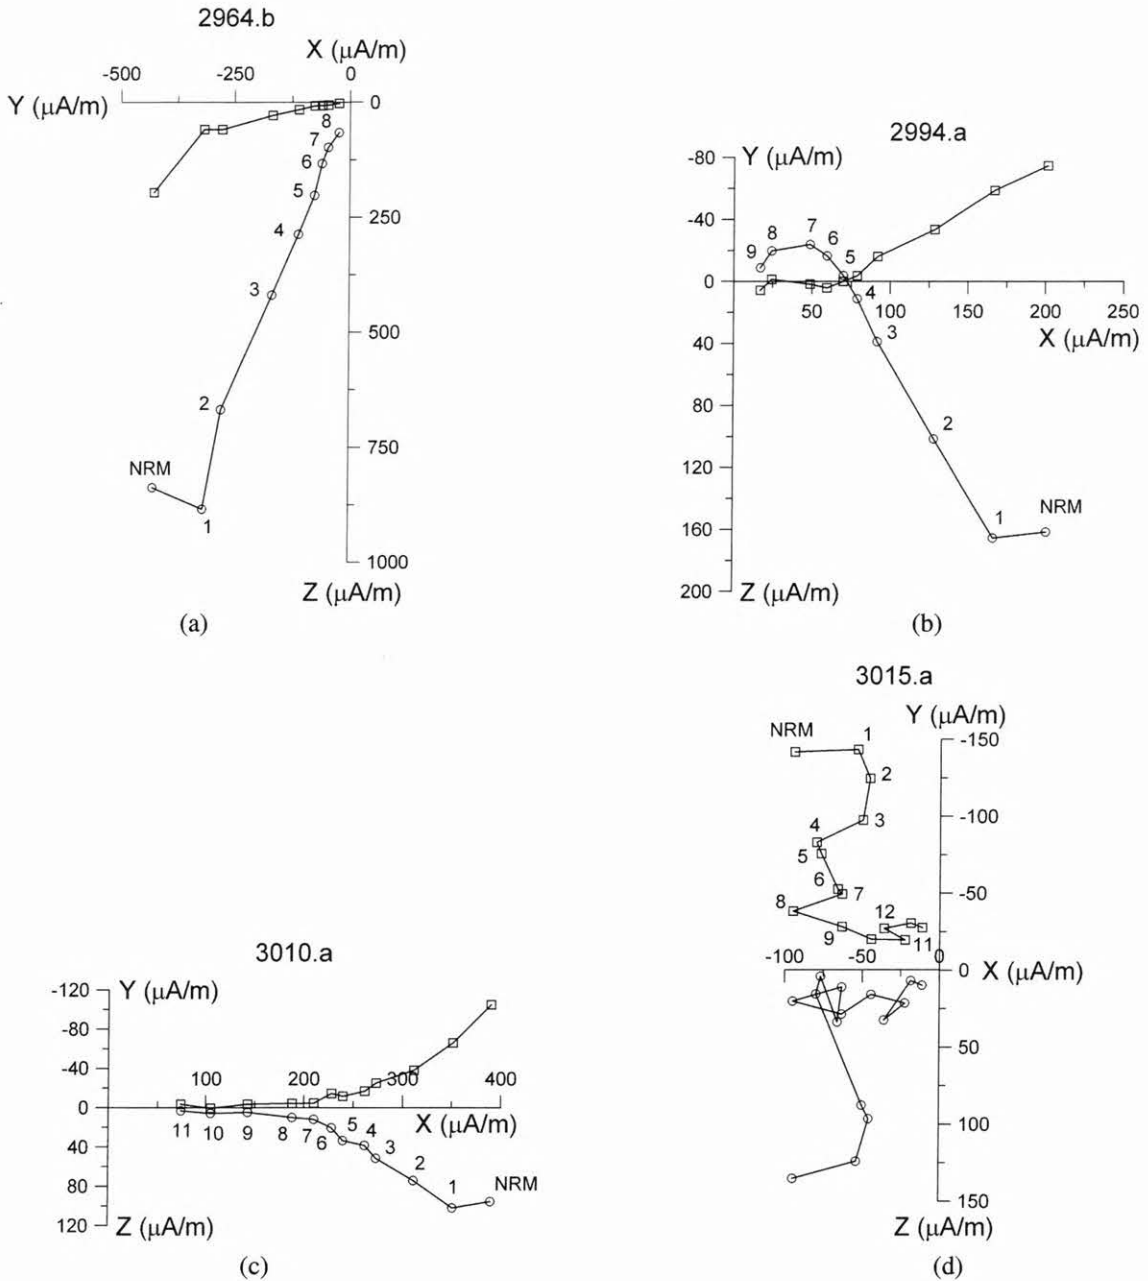 2964.b
X (μA/m)
-500 -250 0
Y (μA/m)
0
250
500
750
1000
8
7
6
5
4
3
2
NRM
1
Z (μA/m)
(a)
2994.a
Y (μA/m)
-80
-40
0
40
80
120
160
200
50 100 150 200 250
X (μA/m)
9 8 7 6 5
4
3
2
1 NRM
Z (μA/m)
(b)
3010.a
Y (μA/m)
-120
-80
-40
0
40
80
120
100 200 300 400
X (μA/m)
11 10 9 8 7 6 5 4 3 2 1 NRM
Z (μA/m)
(c)
3015.a
Y (μA/m)
NRM 1
2
3
4
5
6 7
8
9
12
11
-150
-100
-50
-100 -50 0
X (μA/m)
0
50
100
150
Z (μA/m)
(d)